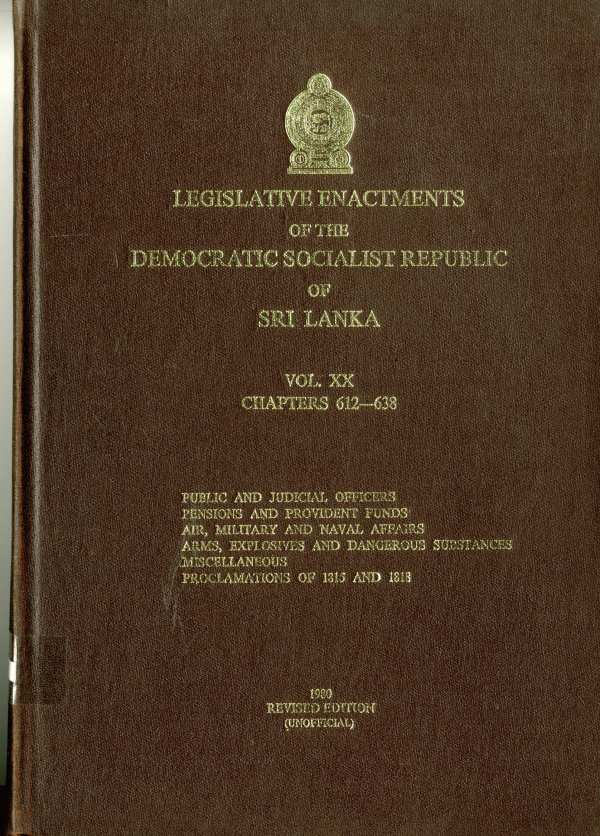 LEGISLATIVE ENACTMENTS
OF THE
DEMOCRATIC SOCIALIST REPUBLIC
OF
SRI LANKA
VOL. XX
CHAPTERS 612—638
PUBLIC AND JUDICIAL OFFICERS
PENSIONS AND PROVIDENT FUNDS
AIR, MILITARY AND NAVAL AFFAIRS
ARMS, EXPLOSIVES AND DANGEROUS SUBSTANCES
MISCELLANEOUS
PROCLAMATIONS OF 1815 AND 1818
1980
REVISED EDITION
(UNOFFICIAL)